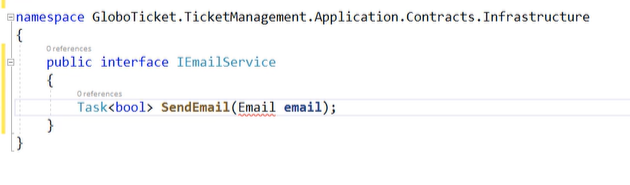 namespace GloboTicket.TicketManagement.Application.Contracts.Infrastructure
{
0 references
public interface IEmailService
{
0 references
Task<bool> SendEmail(Email email);
}
}